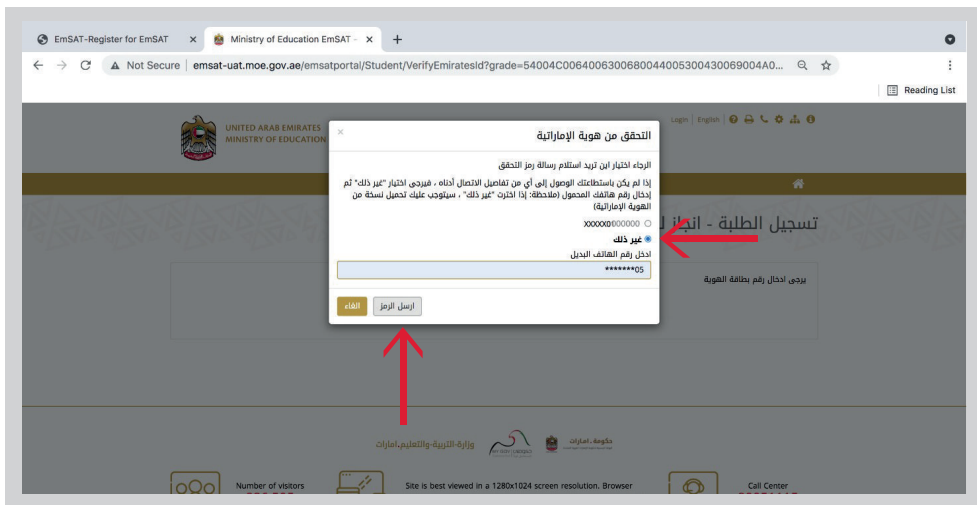 EmSAT-Register for EmSAT
Ministry of Education EmSAT -
Not Secure | emsat-uat.moe.gov.ae/emsatportal/Student/VerifyEmiratesId?grade=54004C00640063006800440053004300690​04A0...
Reading List
UNITED ARAB EMIRATES
MINISTRY OF EDUCATION
Login | English
التحقق من هوية الإماراتية
الرجاء اختيار اين تريد استلام رسالة رمز التحقق
إذا لم يكن باستطاعتك الوصول إلى أي من تفاصيل الاتصال أدناه ، فيرجى اختيار "غير ذلك" ثم
إدخال رقم هاتفك المحمول (ملاحظة: إذا اخترت "غير ذلك" ، سيتوجب عليك تحميل نسخة من
الهوية الإماراتية)
غير ذلك
ادخل رقم الهاتف البديل
05*******
ارسل الرمز
الغاء
تسجيل الطلبة - انجاز
يرجى ادخال رقم بطاقة الهوية
وزارة-التربية-والتعليم.امارات
حكومة.امارات
Number of visitors
Site is best viewed in a 1280x1024 screen resolution. Browser
Call Center